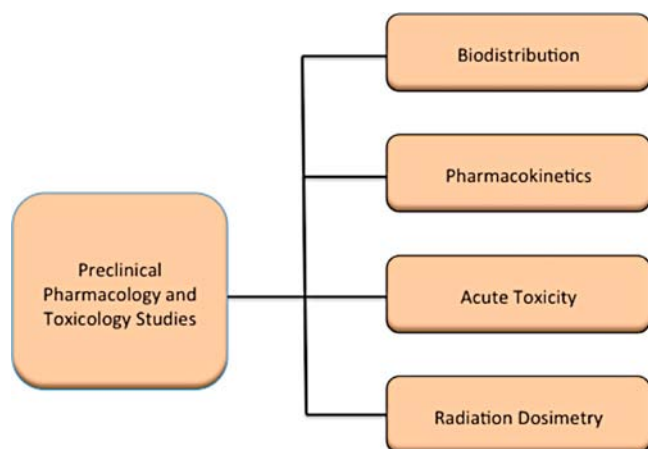 Biodistribution
Pharmacokinetics
Preclinical
Pharmacology and
Toxicology Studies
Acute Toxicity
Radiation Dosimetry